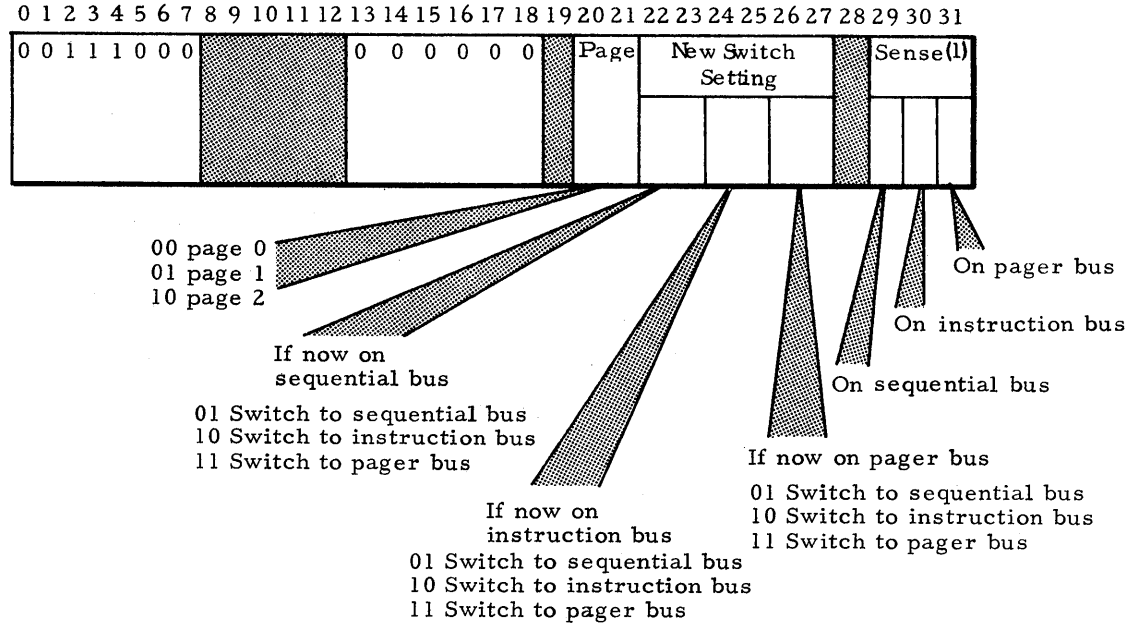 0 1 2 3 4 5 6 7 8 9 10 11 12 13 14 15 16 17 18 19 20 21 22 23 24 25 26 27 28 29 30 31
0 0 1 1 1 0 0 0
0 0 0 0 0 0
Page
New Switch
Setting
Sense(1)
00 page 0
01 page 1
10 page 2
If now on
sequential bus
01 Switch to sequential bus
10 Switch to instruction bus
11 Switch to pager bus
If now on
instruction bus
01 Switch to sequential bus
10 Switch to instruction bus
11 Switch to pager bus
If now on pager bus
01 Switch to sequential bus
10 Switch to instruction bus
11 Switch to pager bus
On sequential bus
On instruction bus
On pager bus